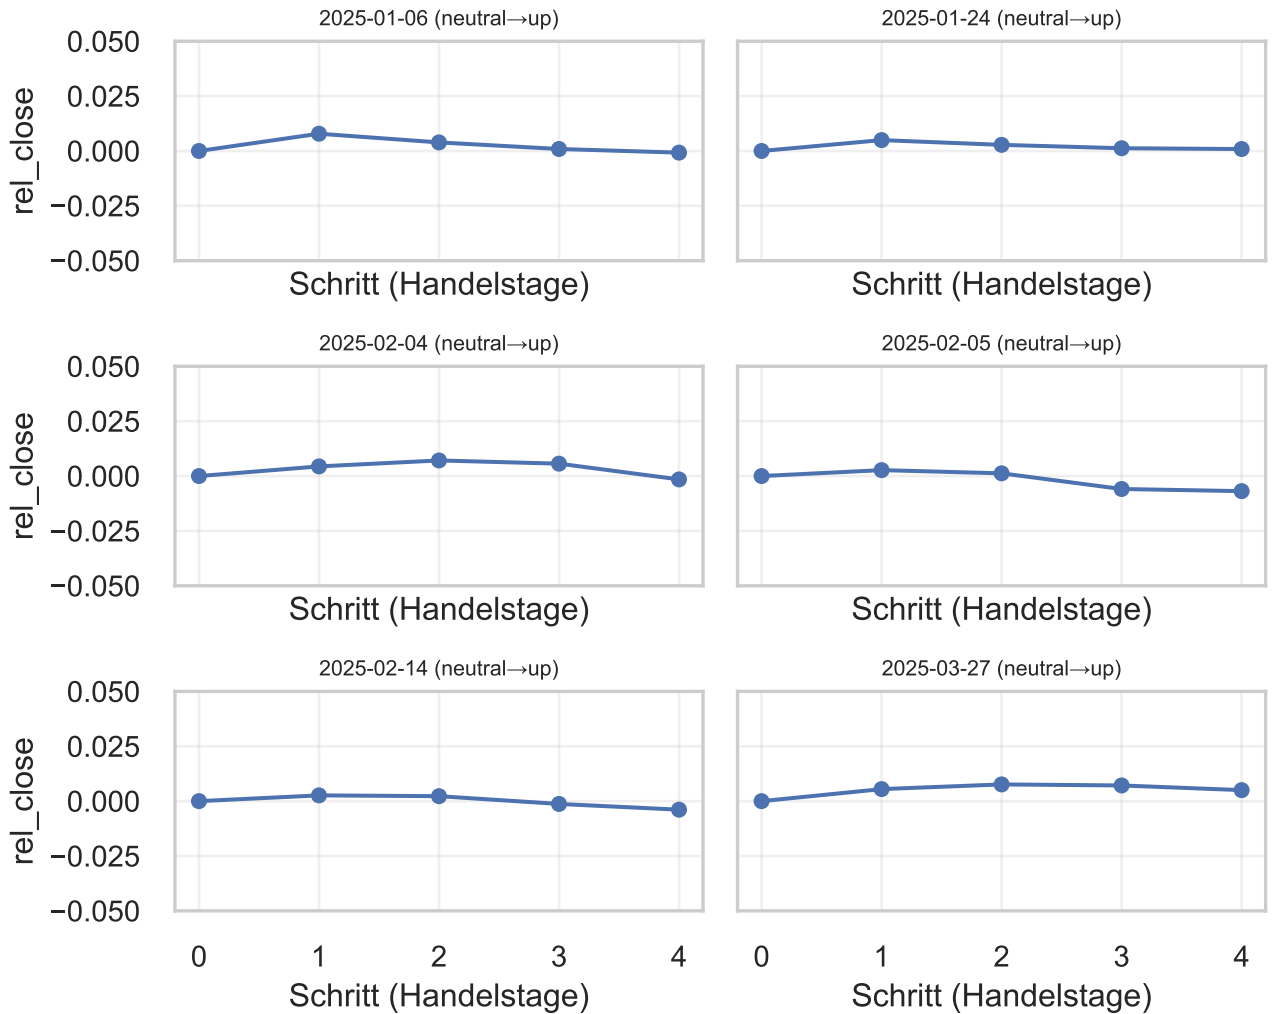 2025-01-06 (neutral→up)
0.050
0.025
0.000
−0.025
−0.050
rel_close
Schritt (Handelstage)
2025-01-24 (neutral→up)
Schritt (Handelstage)
2025-02-04 (neutral→up)
0.050
0.025
0.000
−0.025
−0.050
rel_close
Schritt (Handelstage)
2025-02-05 (neutral→up)
Schritt (Handelstage)
2025-02-14 (neutral→up)
0.050
0.025
0.000
−0.025
−0.050
rel_close
0 1 2 3 4
Schritt (Handelstage)
2025-03-27 (neutral→up)
0 1 2 3 4
Schritt (Handelstage)